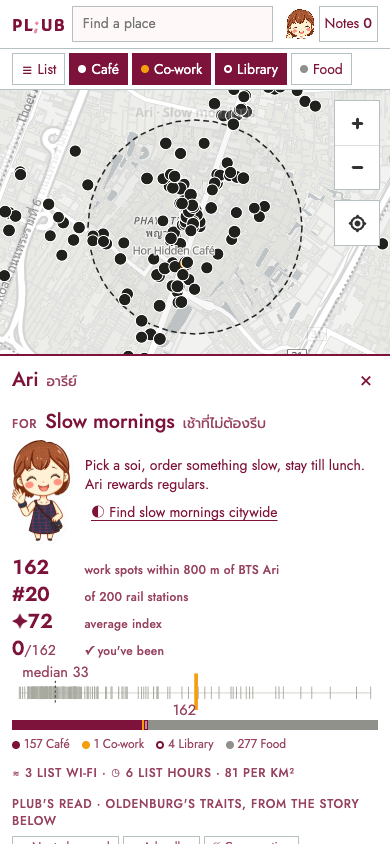 PL;UB
Find a place
Notes 0
≡ List
Café
Co-work
Library
Food
Ari · Slow mornings
+
−
Hor Hidden Café
Ari อารีย์
×
FOR Slow mornings เช้าที่ไม่ต้องรีบ
Pick a soi, order something slow, stay till lunch.
Ari rewards regulars.
◐ Find slow mornings citywide
162 work spots within 800 m of BTS Ari
#20 of 200 rail stations
✦72 average index
0/162 ✓ you've been
median 33
162
157 Café 1 Co-work 4 Library 277 Food
≈ 3 LIST WI-FI · ◷ 6 LIST HOURS · 81 PER KM²
PLUB'S READ · OLDENBURG'S TRAITS, FROM THE STORY
BELOW